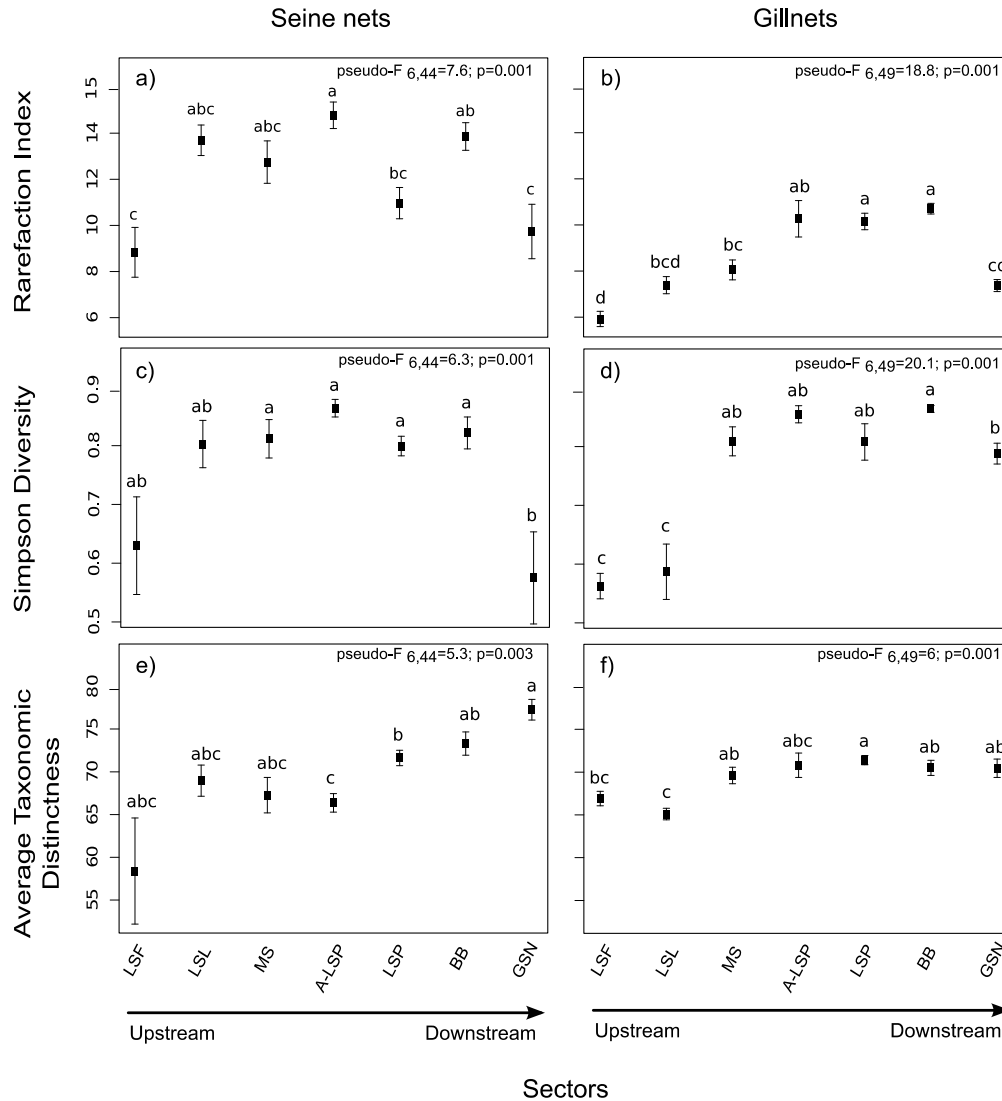 Seine nets
Gillnets
Rarefaction Index
a)
pseudo-F 6,44=7.6; p=0.001
15
14
12
10
8
6
c
abc
abc
a
bc
ab
c
b)
pseudo-F 6,49=18.8; p=0.001
d
bcd
bc
ab
a
a
cd
Simpson Diversity
c)
pseudo-F 6,44=6.3; p=0.001
0.9
0.8
0.7
0.6
0.5
ab
ab
a
a
a
a
b
d)
pseudo-F 6,49=20.1; p=0.001
c
c
ab
ab
ab
a
b
Average Taxonomic
Distinctness
e)
pseudo-F 6,44=5.3; p=0.003
80
75
70
65
60
55
abc
abc
abc
c
b
ab
a
f)
pseudo-F 6,49=6; p=0.001
bc
c
ab
abc
a
ab
ab
LSF
LSL
MS
A-LSP
LSP
BB
GSN
LSF
LSL
MS
A-LSP
LSP
BB
GSN
Upstream
Downstream
Upstream
Downstream
Sectors